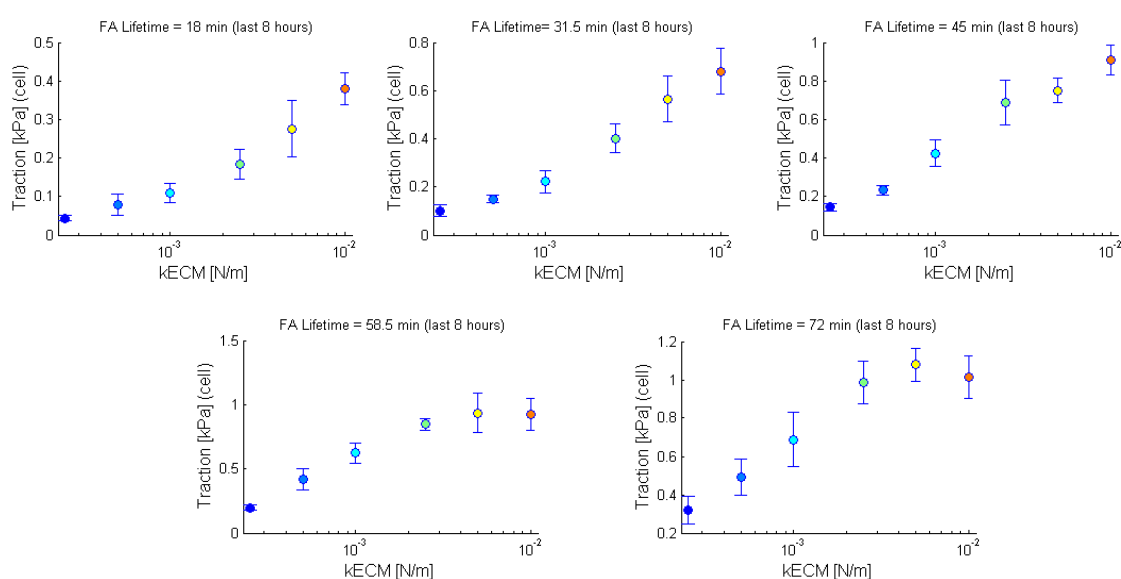 FA Lifetime = 18 min (last 8 hours)
0.5
0.4
0.3
0.2
0.1
0
Traction [kPa] (cell)
10-3
10-2
kECM [N/m]
FA Lifetime= 31.5 min (last 8 hours)
0.8
0.6
0.4
0.2
0
Traction [kPa] (cell)
10-3
10-2
kECM [N/m]
FA Lifetime = 45 min (last 8 hours)
1
0.8
0.6
0.4
0.2
0
Traction [kPa] (cell)
10-3
10-2
kECM [N/m]
FA Lifetime = 58.5 min (last 8 hours)
1.5
1
0.5
0
Traction [kPa] (cell)
10-3
10-2
kECM [N/m]
FA Lifetime = 72 min (last 8 hours)
1.2
1
0.8
0.6
0.4
0.2
Traction [kPa] (cell)
10-3
10-2
kECM [N/m]